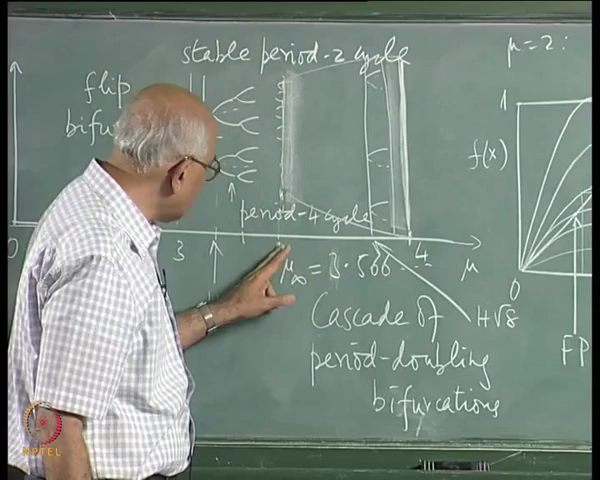 stable period-2 cycle
μ=2:
flip
1
f(x)
period-4 cycle
0
3
4
μ
μ∞ = 3.566--
0
Cascade of
1+√8
FP
period-doubling
bifurcations
NPTEL